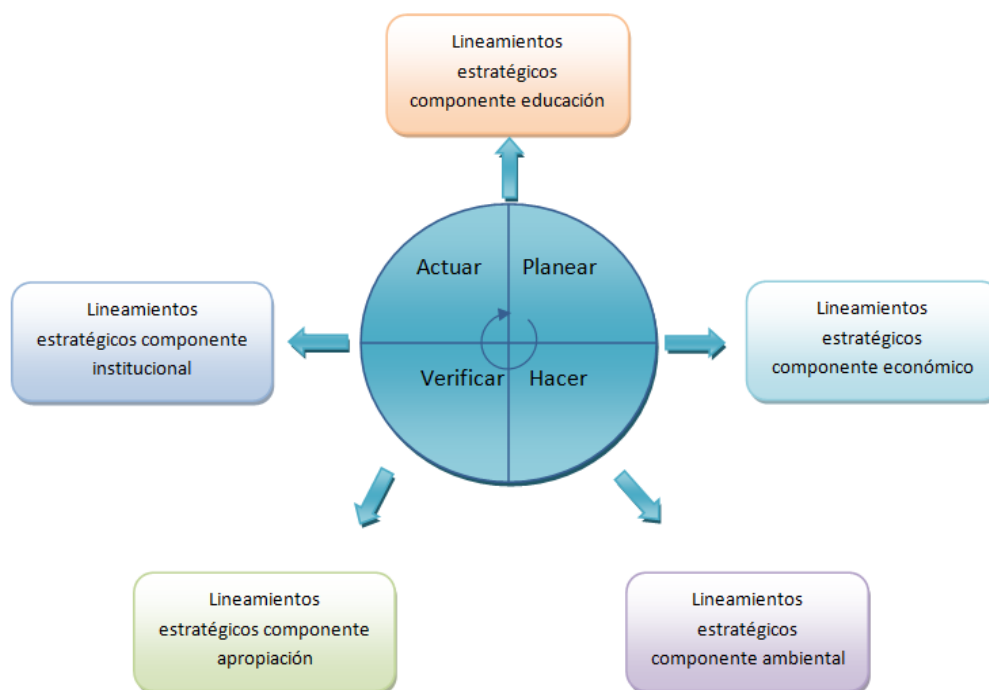 Lineamientos
estratégicos
componente educación
Actuar
Planear
Lineamientos
estratégicos componente
institucional
Lineamientos
estratégicos
componente económico
Verificar
Hacer
Lineamientos
estratégicos componente
apropiación
Lineamientos
estratégicos
componente ambiental